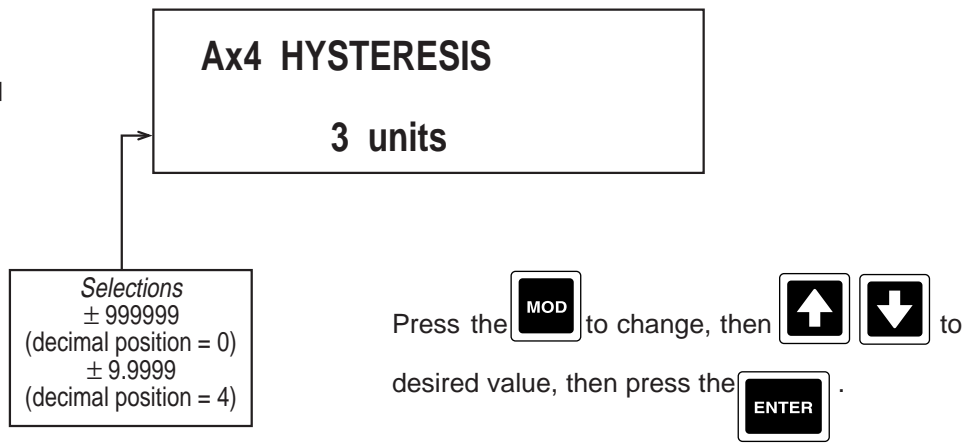 Ax4 HYSTERESIS
3 units
Selections
± 999999
(decimal position = 0)
± 9.9999
(decimal position = 4)
Press the MOD to change, then to
desired value, then press the ENTER .